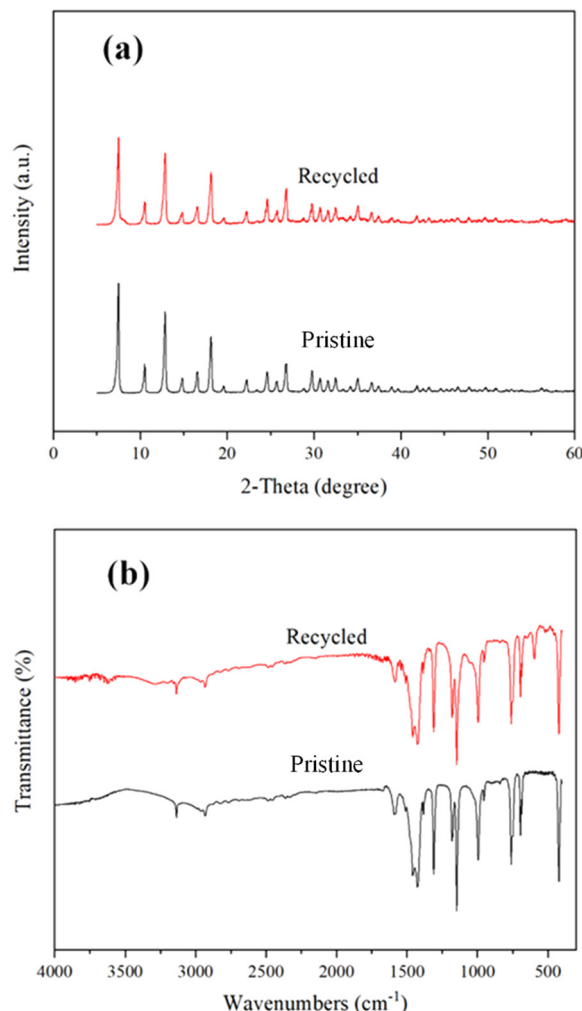 (a)
Recycled
Pristine
Intensity (a.u.)
0 10 20 30 40 50 60
2-Theta (degree)
(b)
Recycled
Pristine
Transmittance (%)
4000 3500 3000 2500 2000 1500 1000 500
Wavenumbers (cm⁻¹)